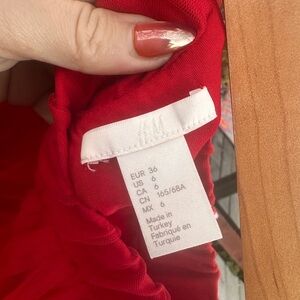 H&M
EUR 36
US 6
CA 6
CN 165/68A
MX 6
Made in
Turkey
Fabriqué en
Turquie